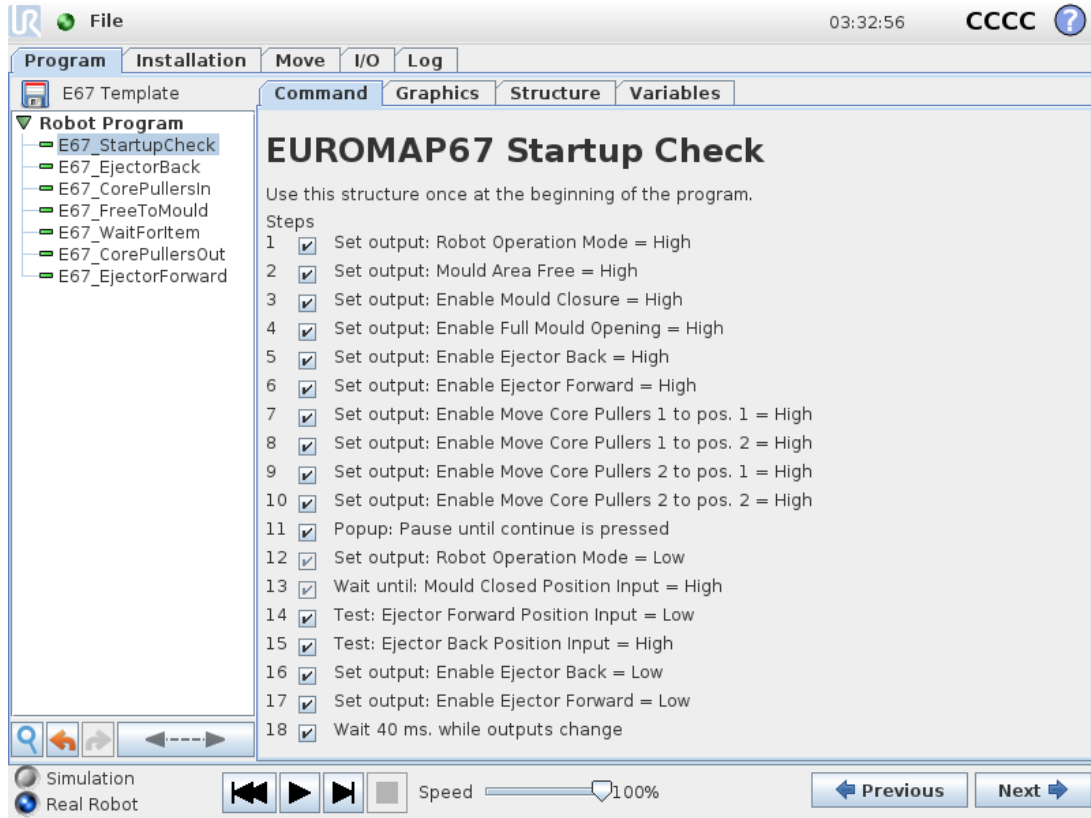 UR File 03:32:56 CCCC ?
Program Installation Move I/O Log
E67 Template
Command Graphics Structure Variables
Robot Program
E67_StartupCheck
E67_EjectorBack
E67_CorePullersIn
E67_FreeToMould
E67_WaitForItem
E67_CorePullersOut
E67_EjectorForward
EUROMAP67 Startup Check
Use this structure once at the beginning of the program.
Steps
1 Set output: Robot Operation Mode = High
2 Set output: Mould Area Free = High
3 Set output: Enable Mould Closure = High
4 Set output: Enable Full Mould Opening = High
5 Set output: Enable Ejector Back = High
6 Set output: Enable Ejector Forward = High
7 Set output: Enable Move Core Pullers 1 to pos. 1 = High
8 Set output: Enable Move Core Pullers 1 to pos. 2 = High
9 Set output: Enable Move Core Pullers 2 to pos. 1 = High
10 Set output: Enable Move Core Pullers 2 to pos. 2 = High
11 Popup: Pause until continue is pressed
12 Set output: Robot Operation Mode = Low
13 Wait until: Mould Closed Position Input = High
14 Test: Ejector Forward Position Input = Low
15 Test: Ejector Back Position Input = High
16 Set output: Enable Ejector Back = Low
17 Set output: Enable Ejector Forward = Low
18 Wait 40 ms. while outputs change
Simulation
Real Robot
Speed 100%
Previous Next